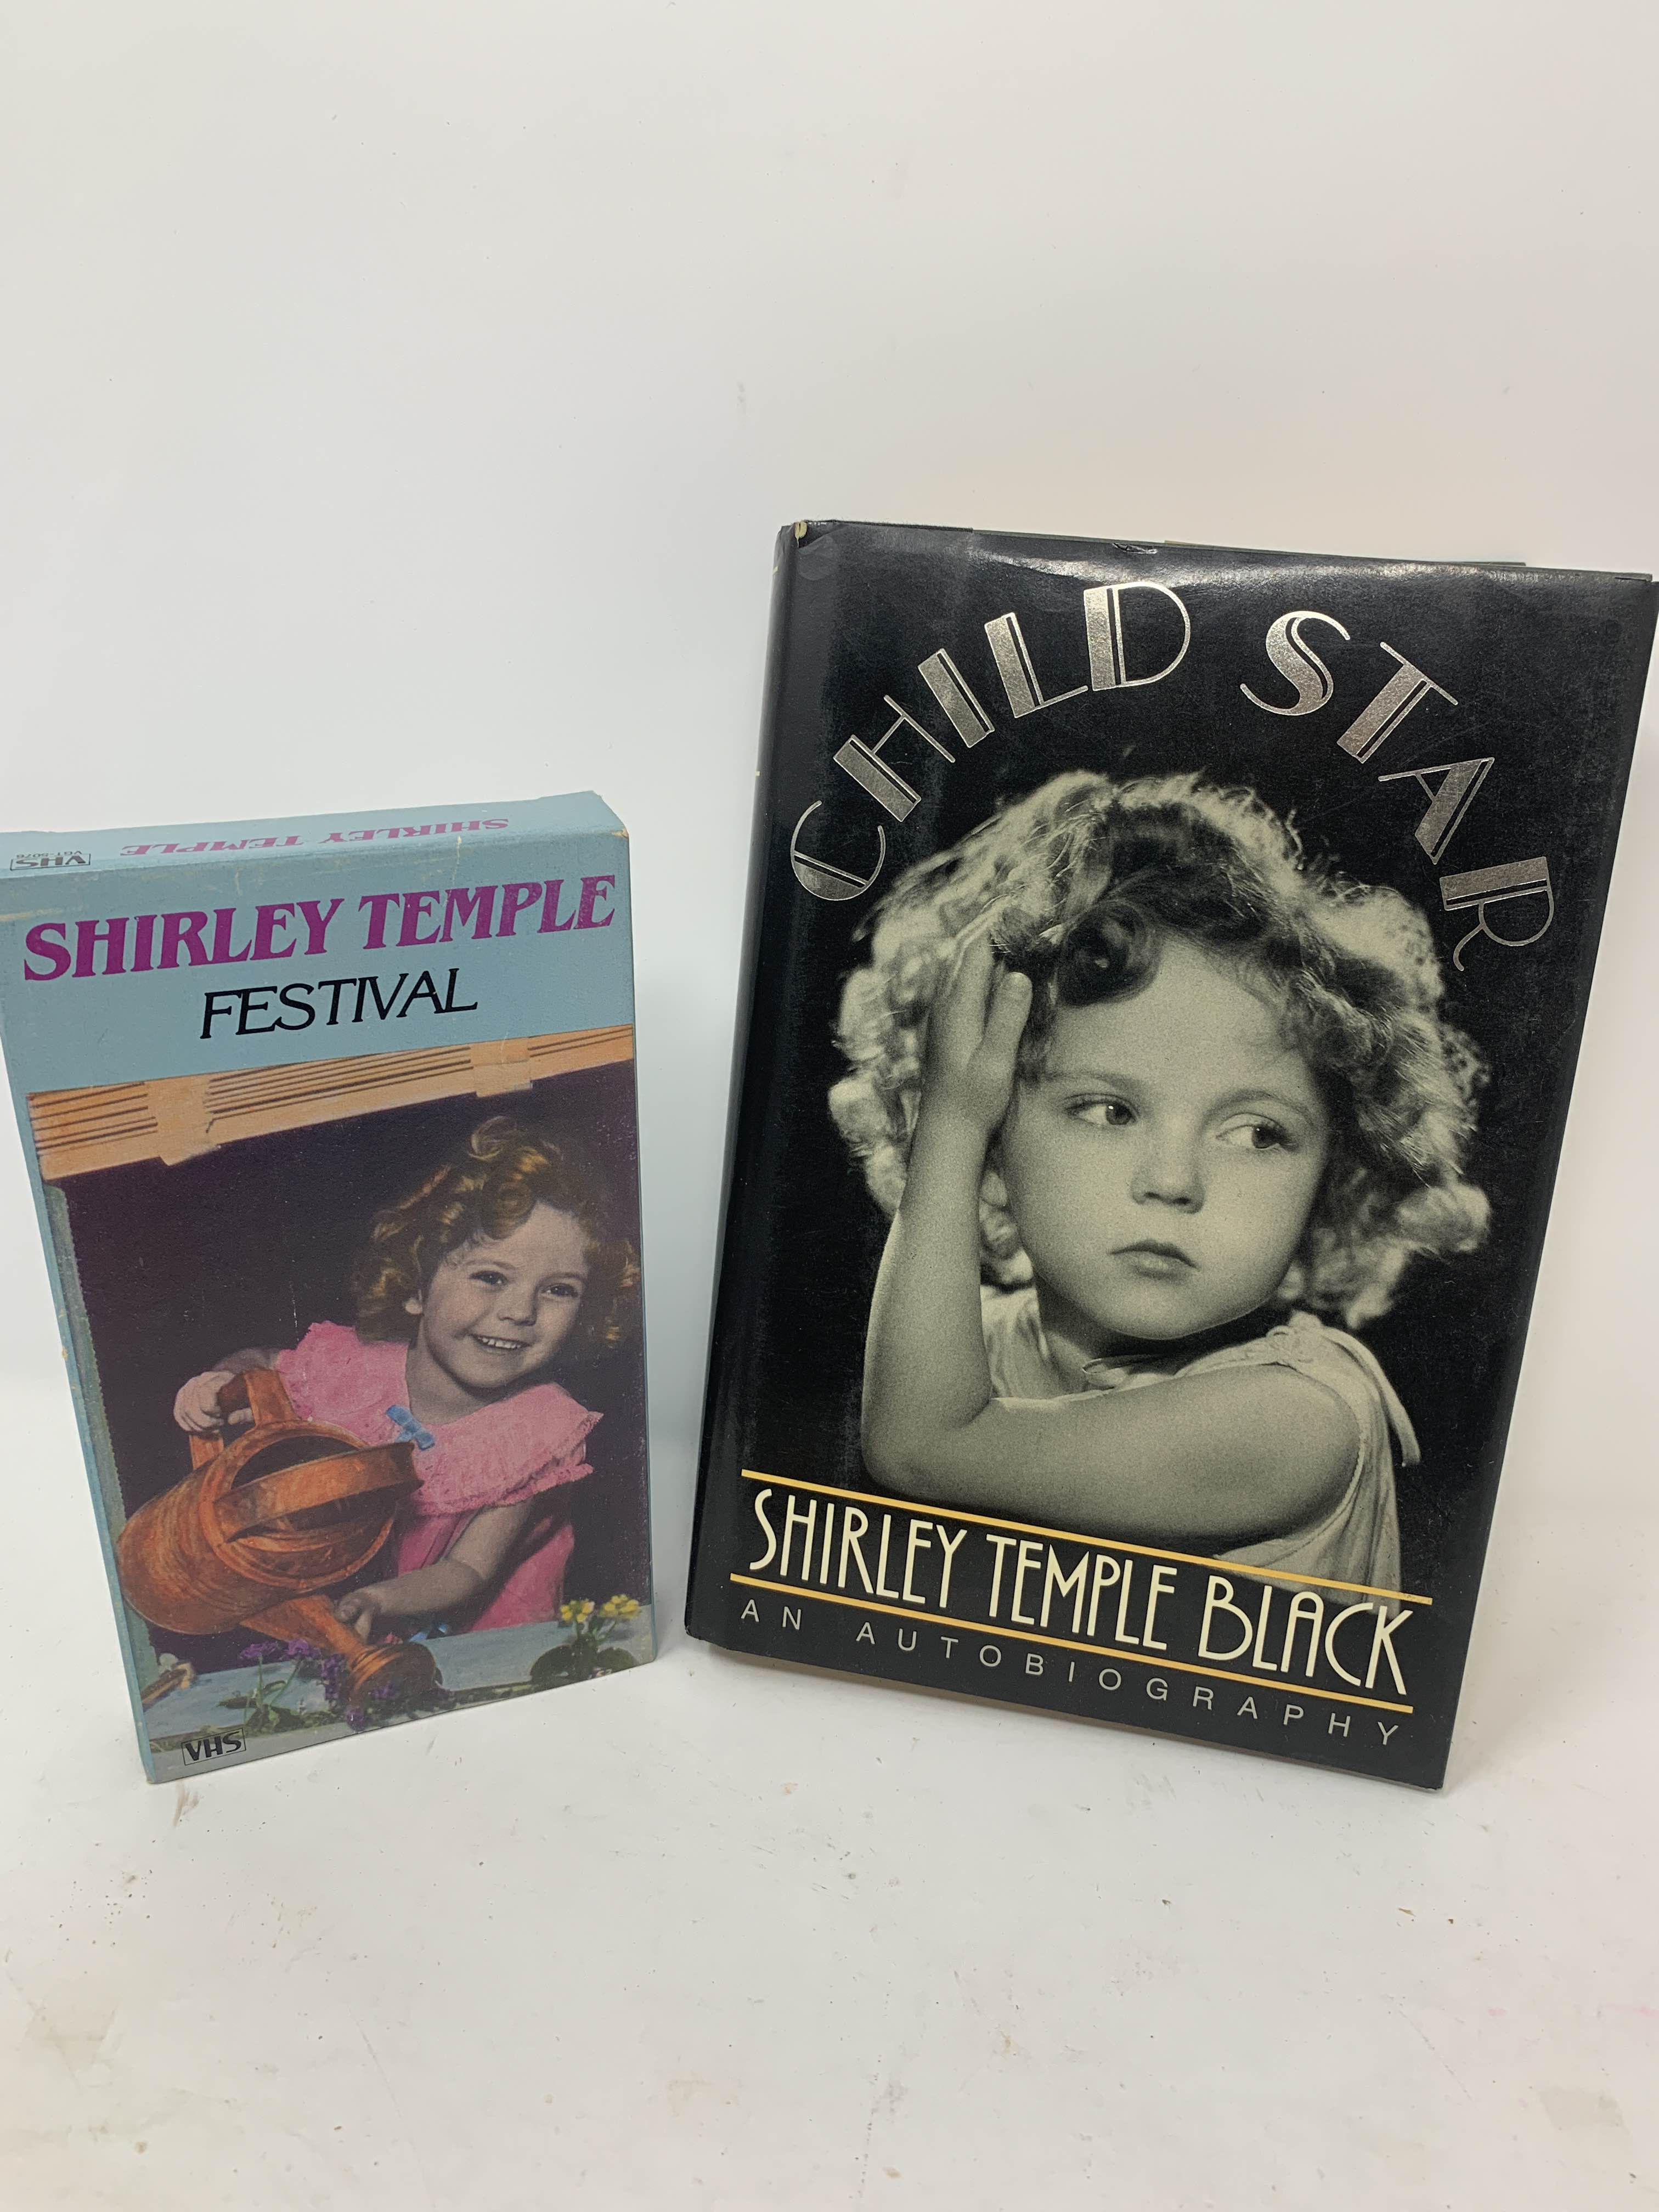 SHIRLEY TEMPLE
VHS
SHIRLEY TEMPLE
FESTIVAL
VHS
CHILD STAR
SHIRLEY TEMPLE BLACK
AN AUTOBIOGRAPHY